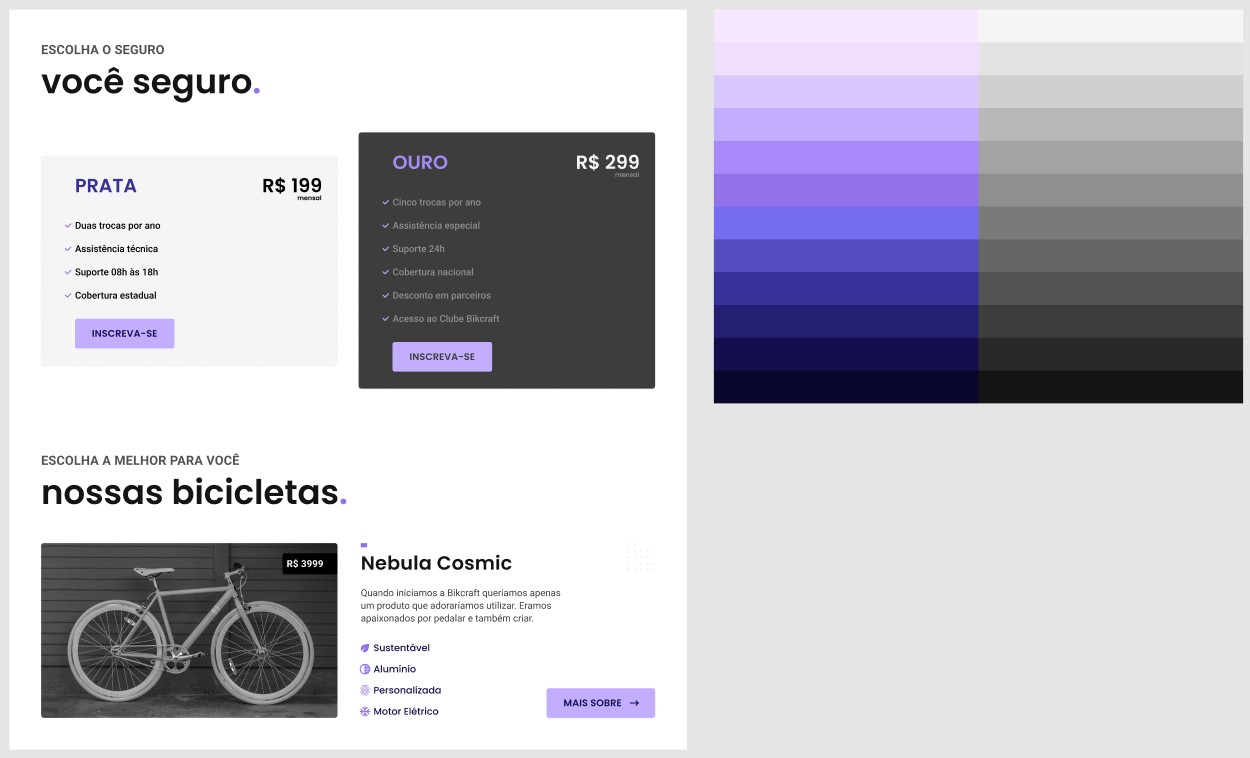 ESCOLHA O SEGURO
você seguro.
PRATA
R$ 199
mensal
Duas trocas por ano
Assistência técnica
Suporte 08h às 18h
Cobertura estadual
INSCREVA-SE
OURO
R$ 299
mensal
Cinco trocas por ano
Assistência especial
Suporte 24h
Cobertura nacional
Desconto em parceiros
Acesso ao Clube Bikcraft
INSCREVA-SE
ESCOLHA A MELHOR PARA VOCÊ
nossas bicicletas.
R$ 3999
Nebula Cosmic
Quando iniciamos a Bikcraft queriamos apenas
um produto que adoraríamos utilizar. Eramos
apaixonados por pedalar e também criar.
Sustentável
Alumínio
Personalizada
Motor Elétrico
MAIS SOBRE →